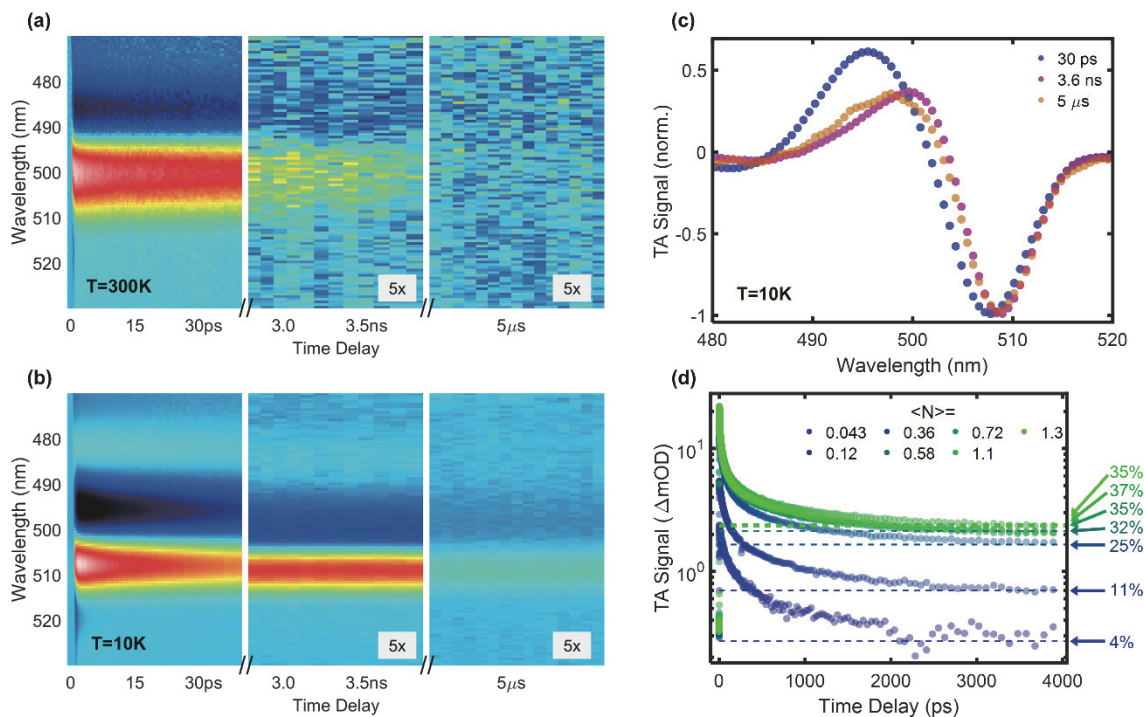 (a)
Wavelength (nm)
480
490
500
510
520
T=300K
5x
5x
0 15 30ps 3.0 3.5ns 5μs
Time Delay
(b)
Wavelength (nm)
480
490
500
510
520
T=10K
5x
5x
0 15 30ps 3.0 3.5ns 5μs
Time Delay
(c)
TA Signal (norm.)
0.5
0
-0.5
-1
30 ps
3.6 ns
5 μs
T=10K
480 490 500 510 520
Wavelength (nm)
(d)
TA Signal (ΔmOD)
10¹
10⁰
<N>=
0.043 0.36 0.72 1.3
0.12 0.58 1.1
35%
37%
35%
32%
25%
11%
4%
0 1000 2000 3000 4000
Time Delay (ps)